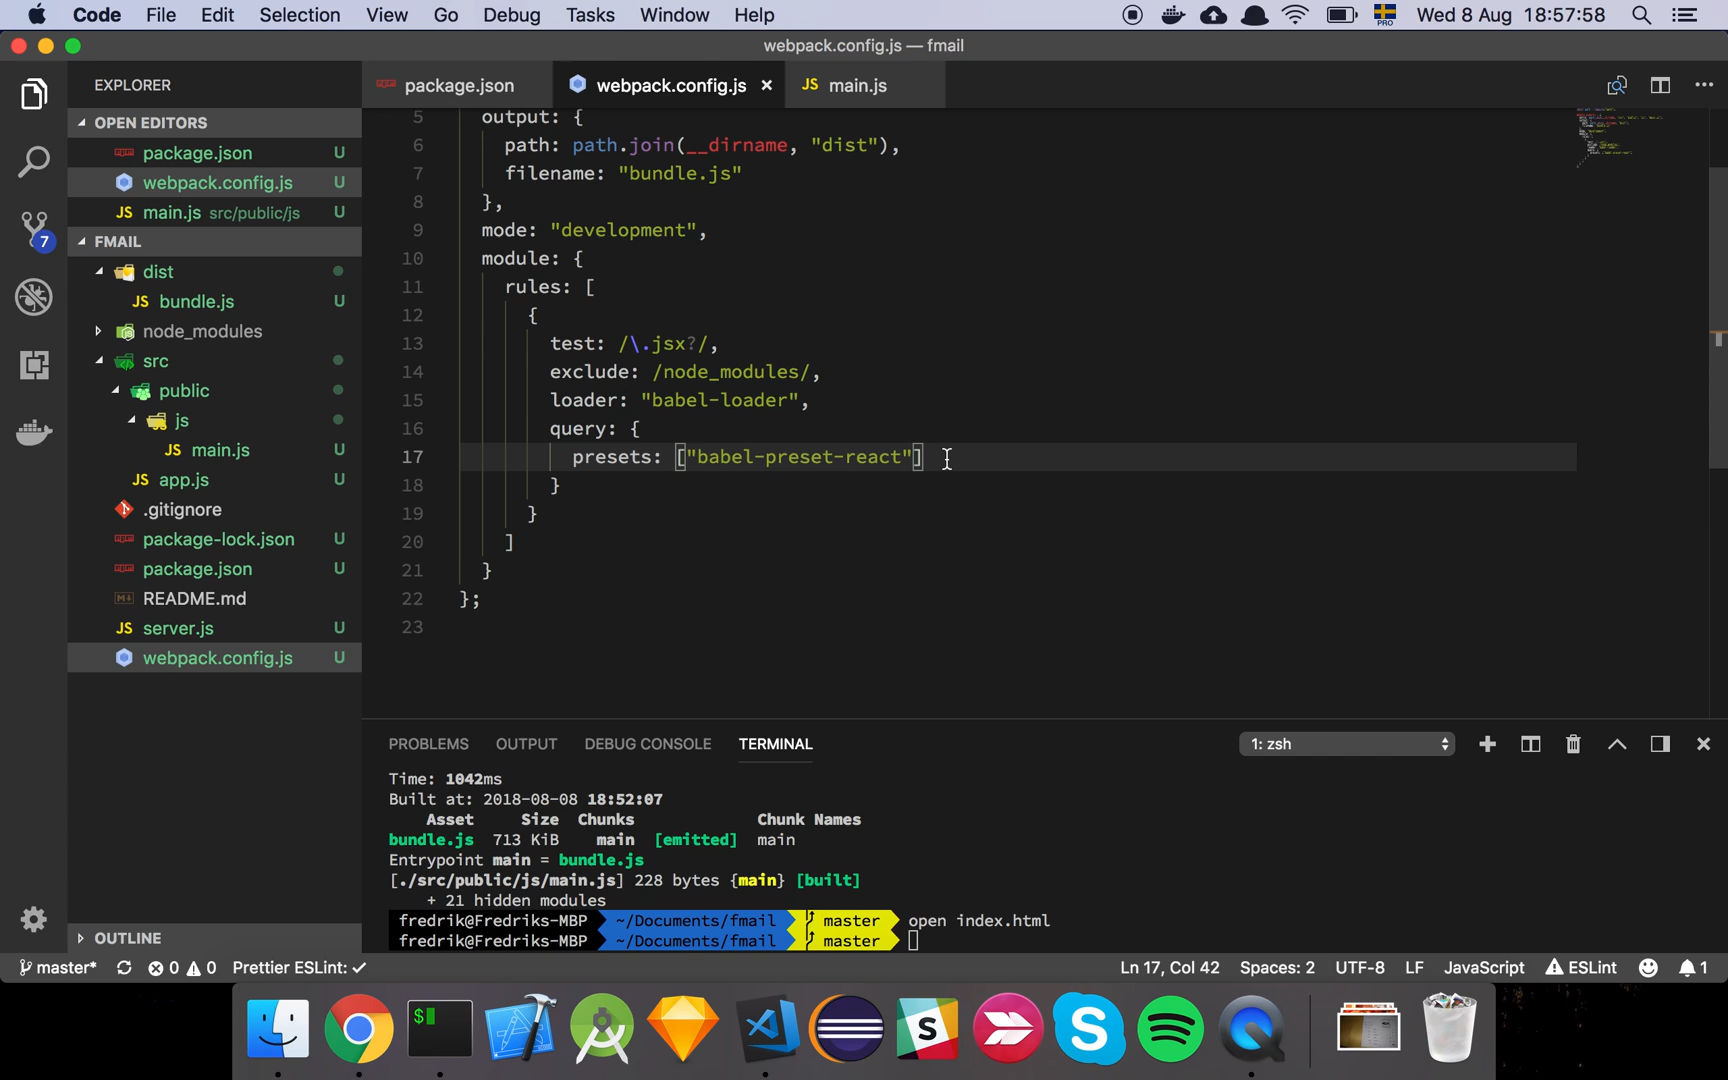 Code File Edit Selection View Go Debug Tasks Window Help PRO Wed 8 Aug 18:57:58
webpack.config.js — fmail
EXPLORER
OPEN EDITORS
package.json U
webpack.config.js U
JS main.js src/public/js U
7
FMAIL
dist
JS bundle.js U
node_modules
src
public
js
JS main.js U
JS app.js U
.gitignore
package-lock.json U
package.json U
README.md
JS server.js U
webpack.config.js U
OUTLINE
package.json webpack.config.js × JS main.js
5 output: {
6 path: path.join(__dirname, "dist"),
7 filename: "bundle.js"
8 },
9 mode: "development",
10 module: {
11 rules: [
12 {
13 test: /\.jsx?/,
14 exclude: /node_modules/,
15 loader: "babel-loader",
16 query: {
17 presets: ["babel-preset-react"]
18 }
19 }
20 ]
21 }
22 };
23
PROBLEMS OUTPUT DEBUG CONSOLE TERMINAL 1: zsh
Time: 1042ms
Built at: 2018-08-08 18:52:07
Asset Size Chunks Chunk Names
bundle.js 713 KiB main [emitted] main
Entrypoint main = bundle.js
[./src/public/js/main.js] 228 bytes {main} [built]
+ 21 hidden modules
fredrik@Fredriks-MBP ~/Documents/fmail master open index.html
fredrik@Fredriks-MBP ~/Documents/fmail master
master* 0 0 Prettier ESLint: ✓ Ln 17, Col 42 Spaces: 2 UTF-8 LF JavaScript ESLint 1
$
S
S